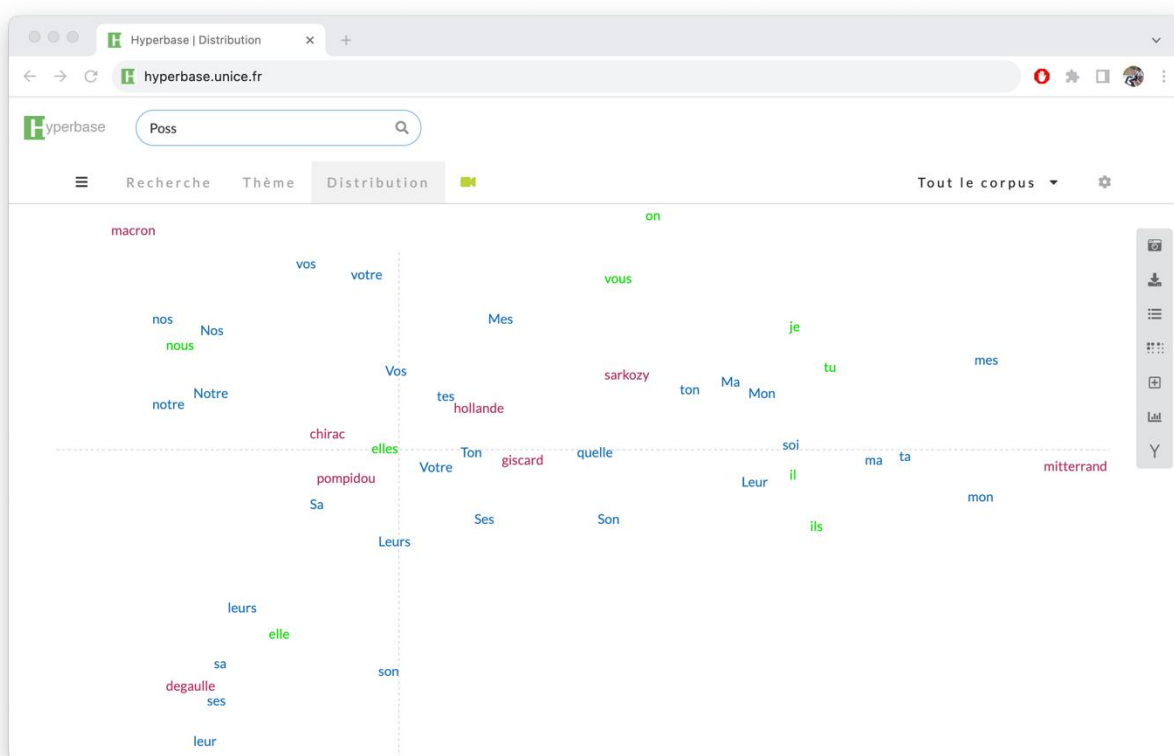 Hyperbase | Distribution
hyperbase.unice.fr
Hyperbase Poss
Recherche Thème Distribution Tout le corpus
on
macron
vos
votre
vous
nos
Mes
Nos
je
nous
mes
tu
Vos
sarkozy
Ma
ton
Mon
Notre
tes
notre
hollande
chirac
soi
elles
Ton
quelle
ta
giscard
ma
Votre
mitterrand
il
pompidou
Leur
mon
Sa
Ses
Son
ils
Leurs
leurs
elle
sa
son
degaulle
ses
leur